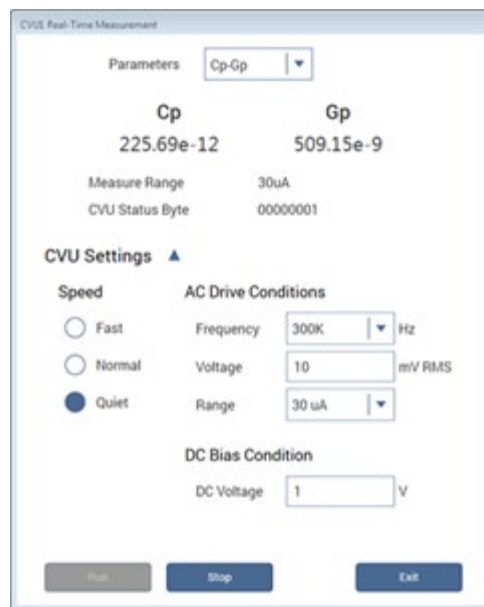 CVU1 Real-Time Measurement
Parameters Cp-Gp
Cp Gp
225.69e-12 509.15e-9
Measure Range 30uA
CVU Status Byte 00000001
CVU Settings
Speed AC Drive Conditions
Fast Frequency 300K Hz
Normal Voltage 10 mV RMS
Quiet Range 30 uA
DC Bias Condition
DC Voltage 1 V
Run Stop Exit